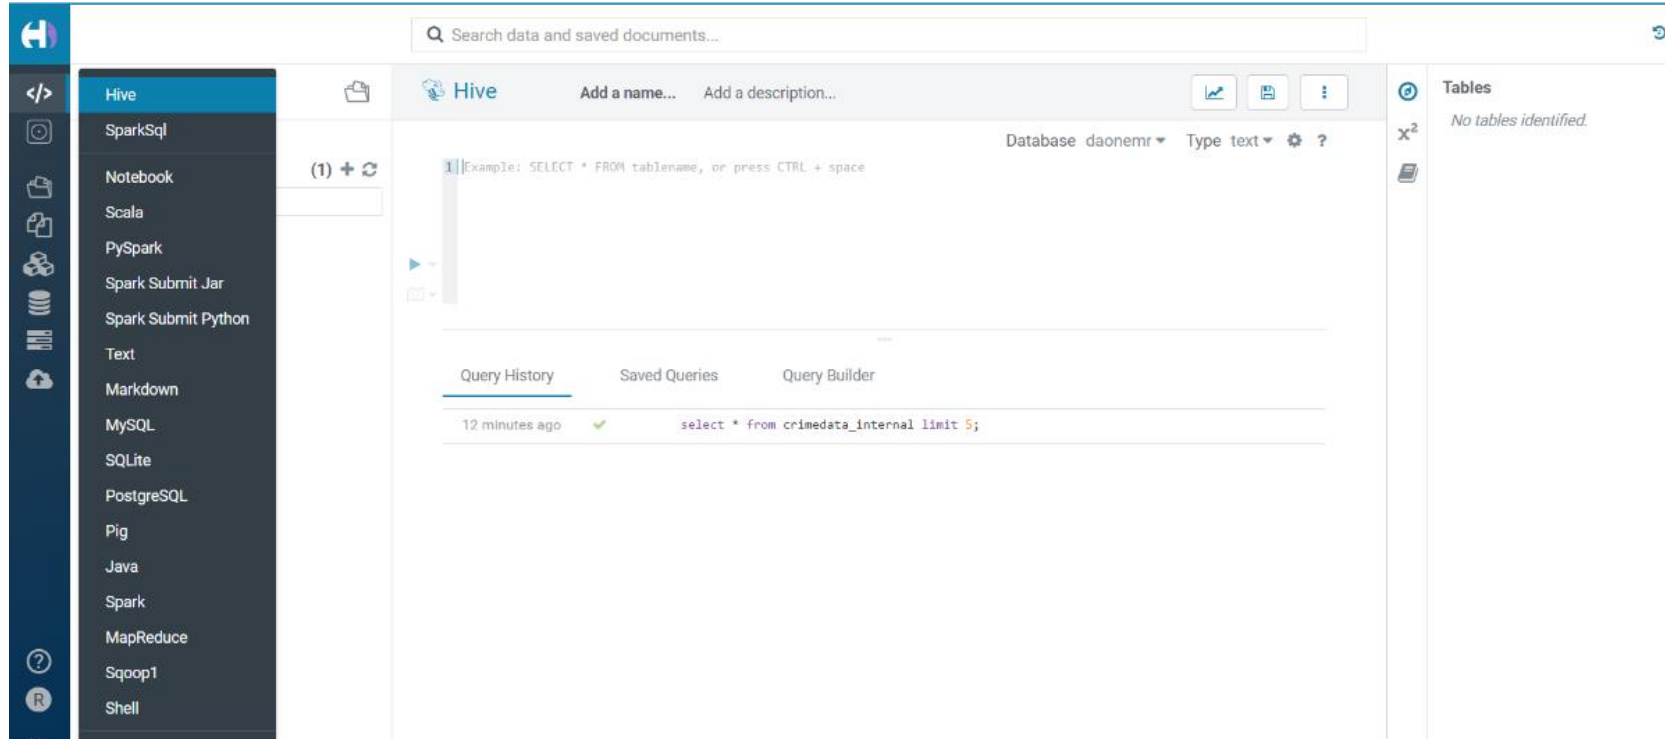 Search data and saved documents...
Hive
SparkSql
Notebook
Scala
PySpark
Spark Submit Jar
Spark Submit Python
Text
Markdown
MySQL
SQLite
PostgreSQL
Pig
Java
Spark
MapReduce
Sqoop1
Shell
(1)
Hive Add a name... Add a description...
Database daonemr Type text ?
1 Example: SELECT * FROM tablename, or press CTRL + space
Query History Saved Queries Query Builder
12 minutes ago select * from crimedata_internal limit 5;
Tables
No tables identified.
x²
R